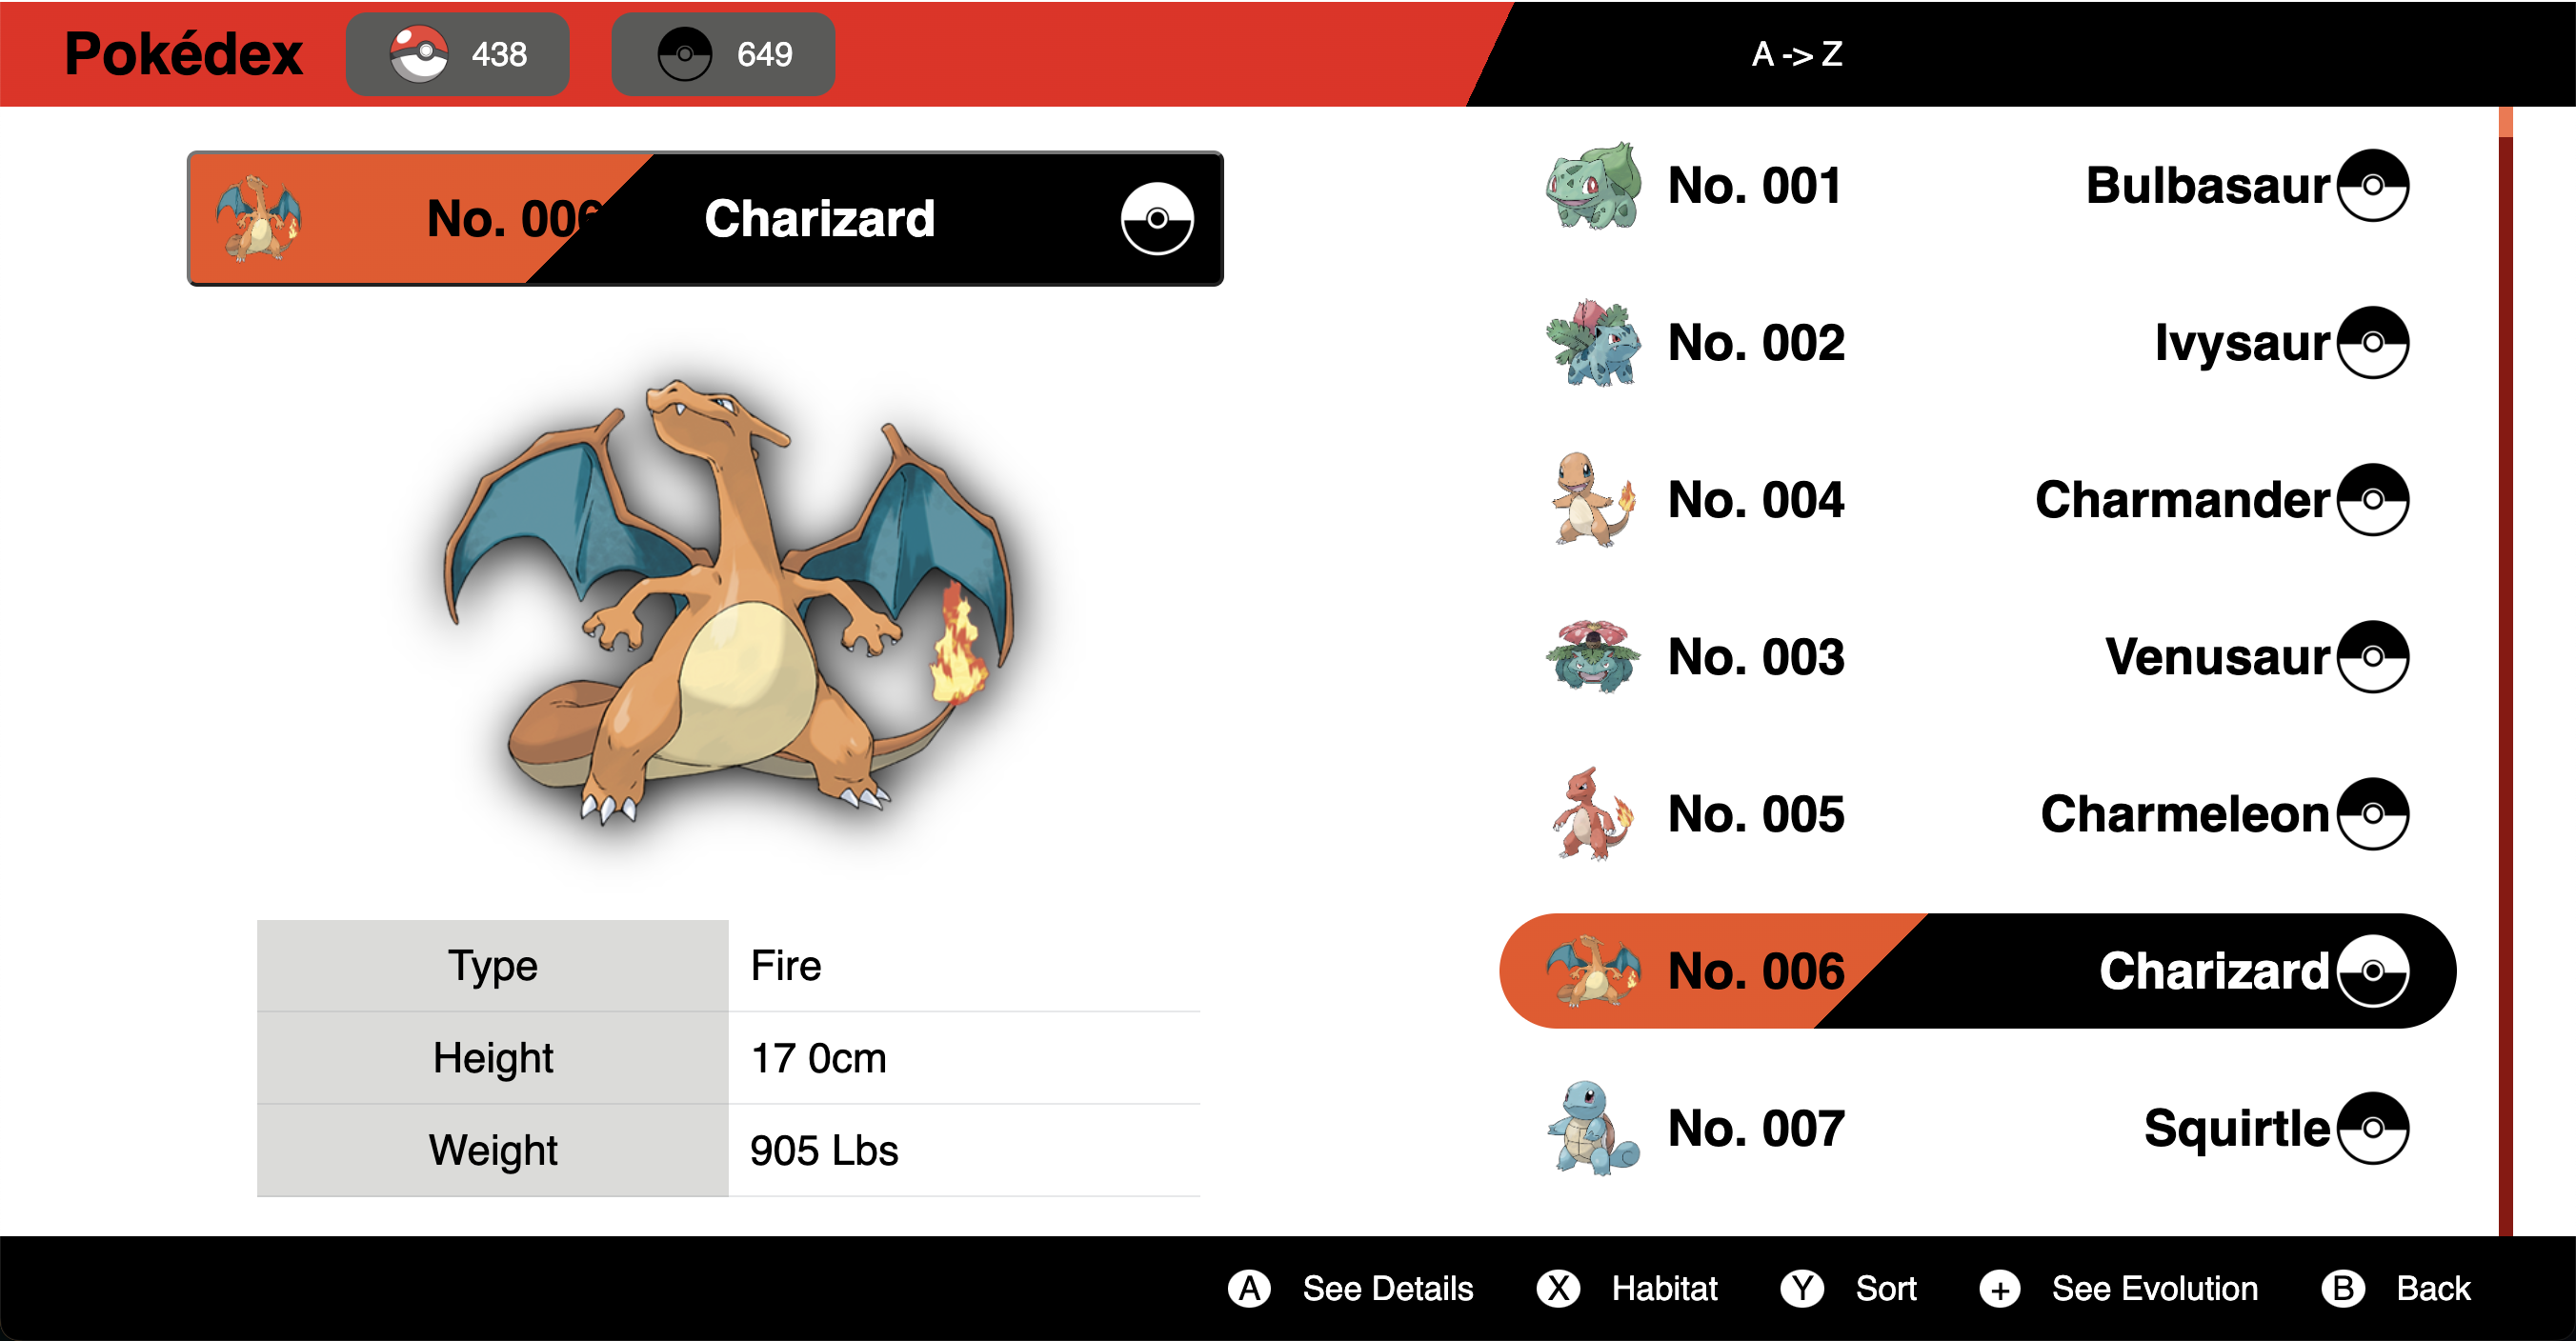 Pokédex 438 649 A -> Z
No. 006 Charizard
Type Fire
Height 17 0cm
Weight 905 Lbs
No. 001 Bulbasaur
No. 002 Ivysaur
No. 004 Charmander
No. 003 Venusaur
No. 005 Charmeleon
No. 006 Charizard
No. 007 Squirtle
A See Details X Habitat Y Sort + See Evolution B Back